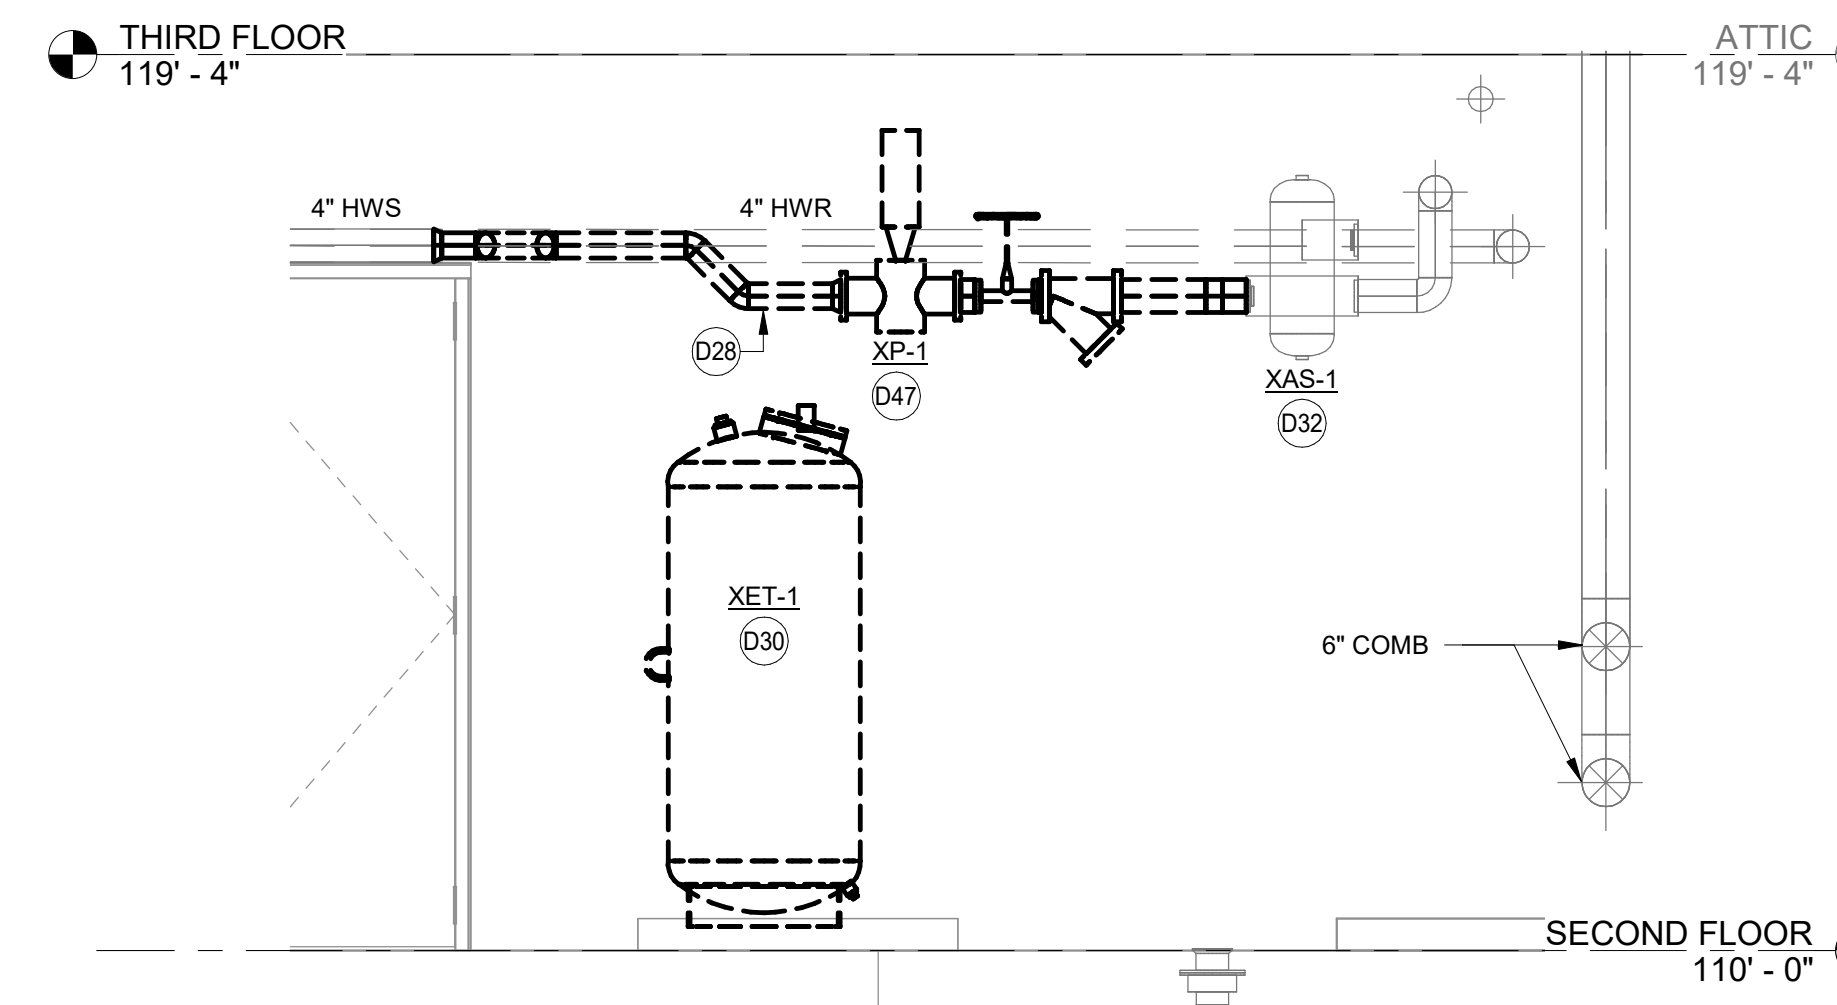 THIRD FLOOR
119' - 4"
ATTIC
119' - 4"
4" HWS
4" HWR
D28
XP-1
D47
XAS-1
D32
XET-1
D30
6" COMB
SECOND FLOOR
110' - 0"